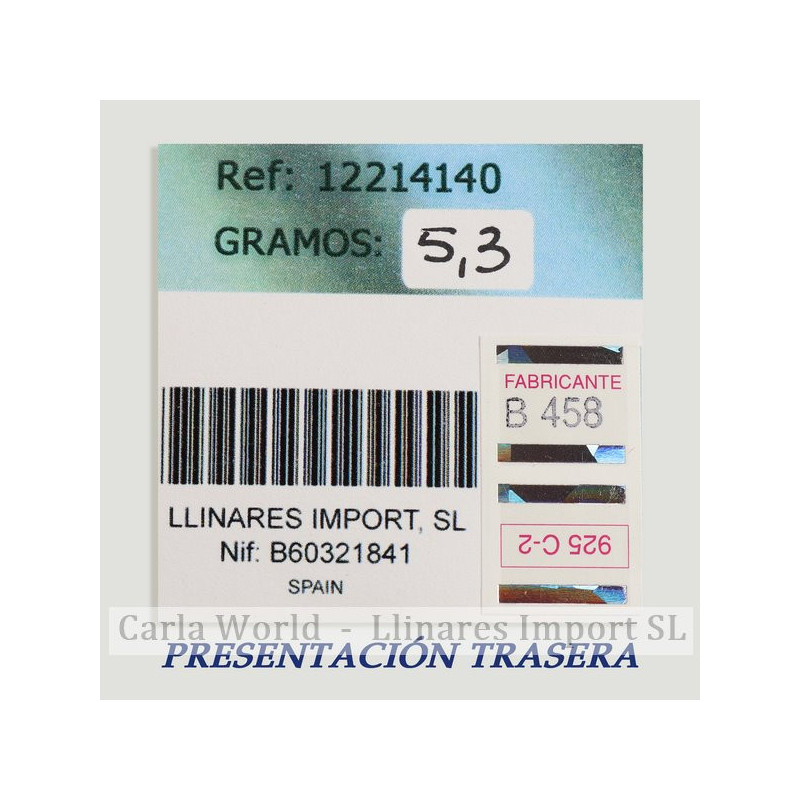 Ref: 12214140
GRAMOS: 5,3
FABRICANTE
B 458
925 C-2
LLINARES IMPORT, SL
Nif: B60321841
SPAIN
Carla World - Llinares Import SL
PRESENTACIÓN TRASERA